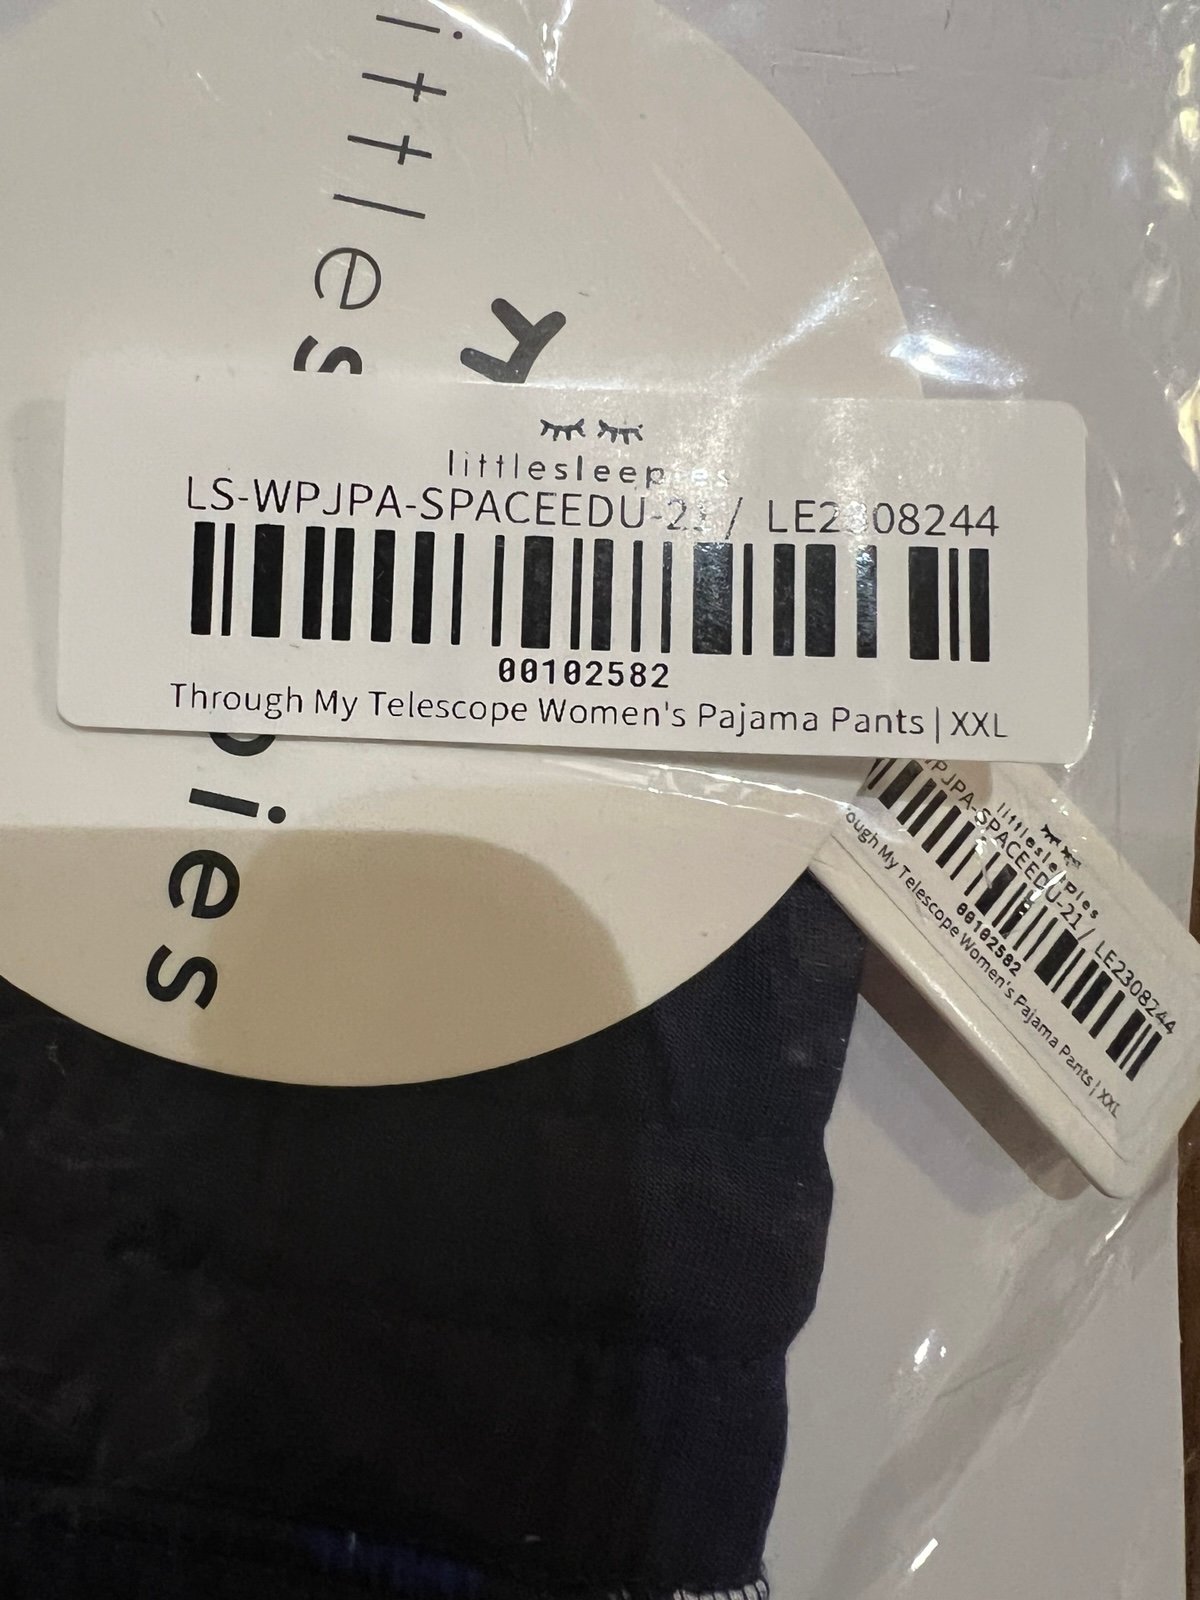 littlesleepies
littlesleepies
LS-WPJPA-SPACEEDU-21 / LE2308244
00102582
Through My Telescope Women's Pajama Pants | XXL
littlesleepies
WPJPA-SPACEEDU-21 / LE2308244
00102582
ough My Telescope Women's Pajama Pants | XXL